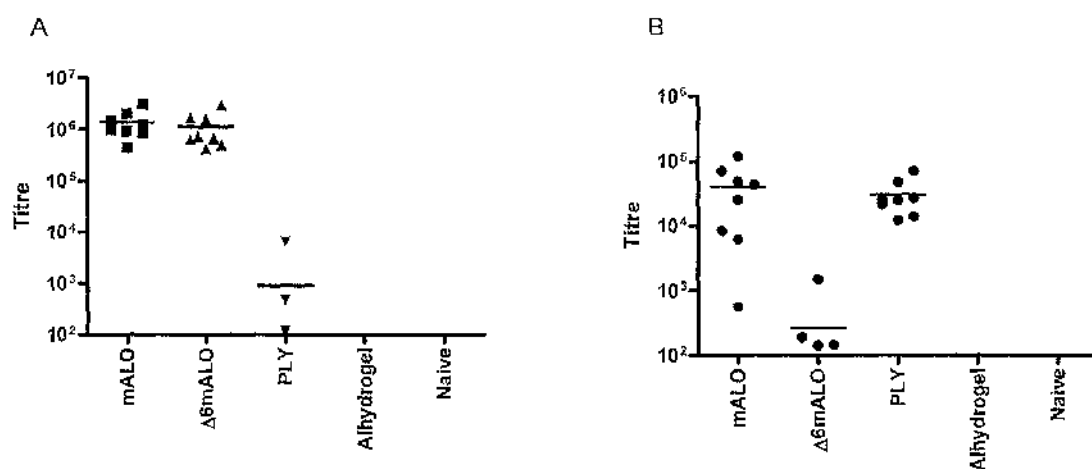 A
10⁷
10⁶
10⁵
10⁴
10³
10²
Titre
mALO
Δ6mALO
PLY
Alhydrogel
Naive
B
10⁶
10⁵
10⁴
10³
10²
Titre
mALO
Δ6mALO
PLY
Alhydrogel
Naive